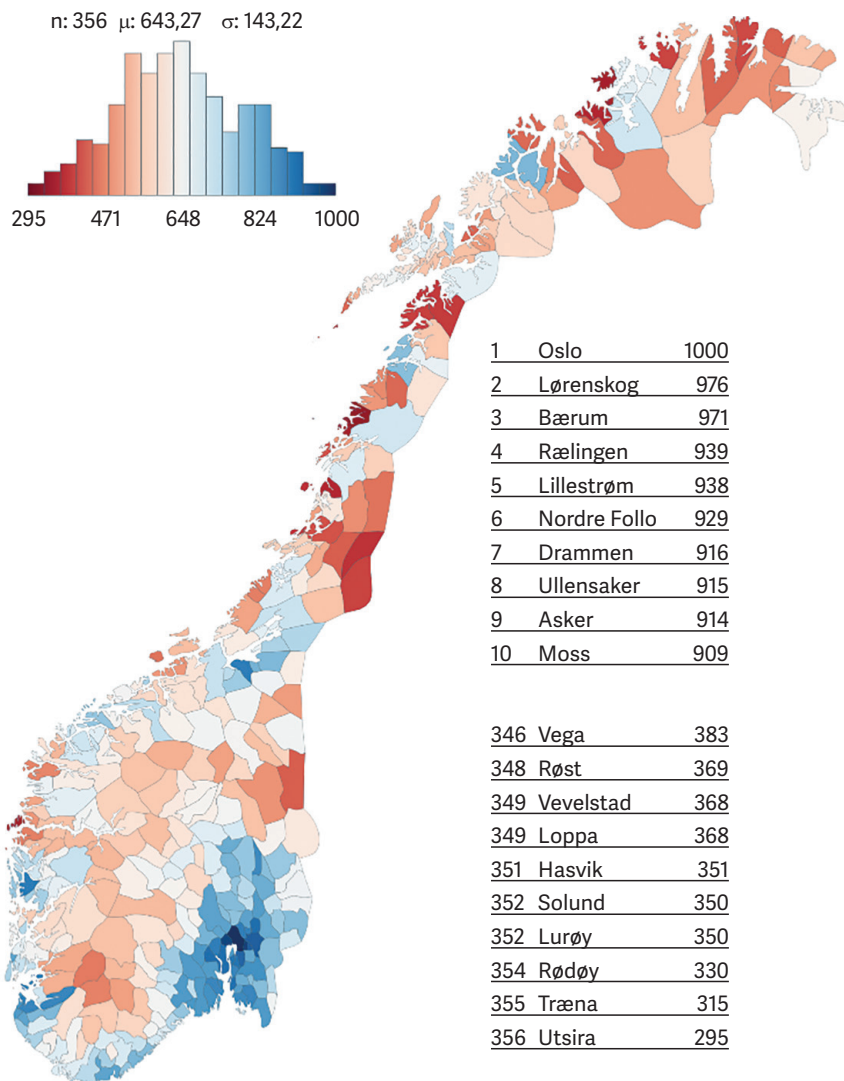 n: 356 μ: 643,27 σ: 143,22
295 471 648 824 1000
1 Oslo 1000
2 Lørenskog 976
3 Bærum 971
4 Rælingen 939
5 Lillestrøm 938
6 Nordre Follo 929
7 Drammen 916
8 Ullensaker 915
9 Asker 914
10 Moss 909
346 Vega 383
348 Røst 369
349 Vevelstad 368
349 Loppa 368
351 Hasvik 351
352 Solund 350
352 Lurøy 350
354 Rødøy 330
355 Træna 315
356 Utsira 295